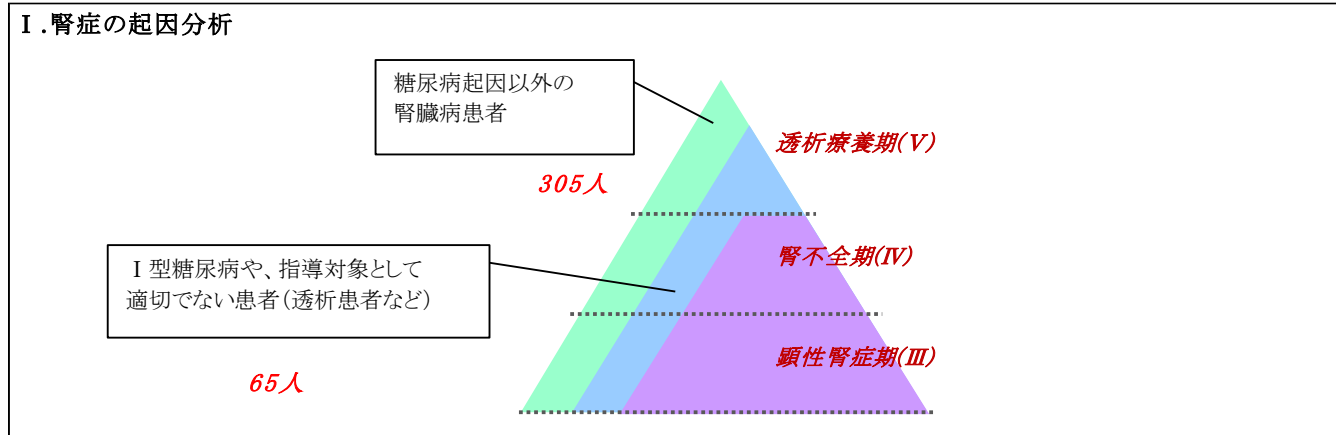 Ⅰ.腎症の起因分析
糖尿病起因以外の
腎臓病患者
透析療養期(Ⅴ)
305人
腎不全期(Ⅳ)
Ⅰ型糖尿病や、指導対象として
適切でない患者(透析患者など)
顕性腎症期(Ⅲ)
65人